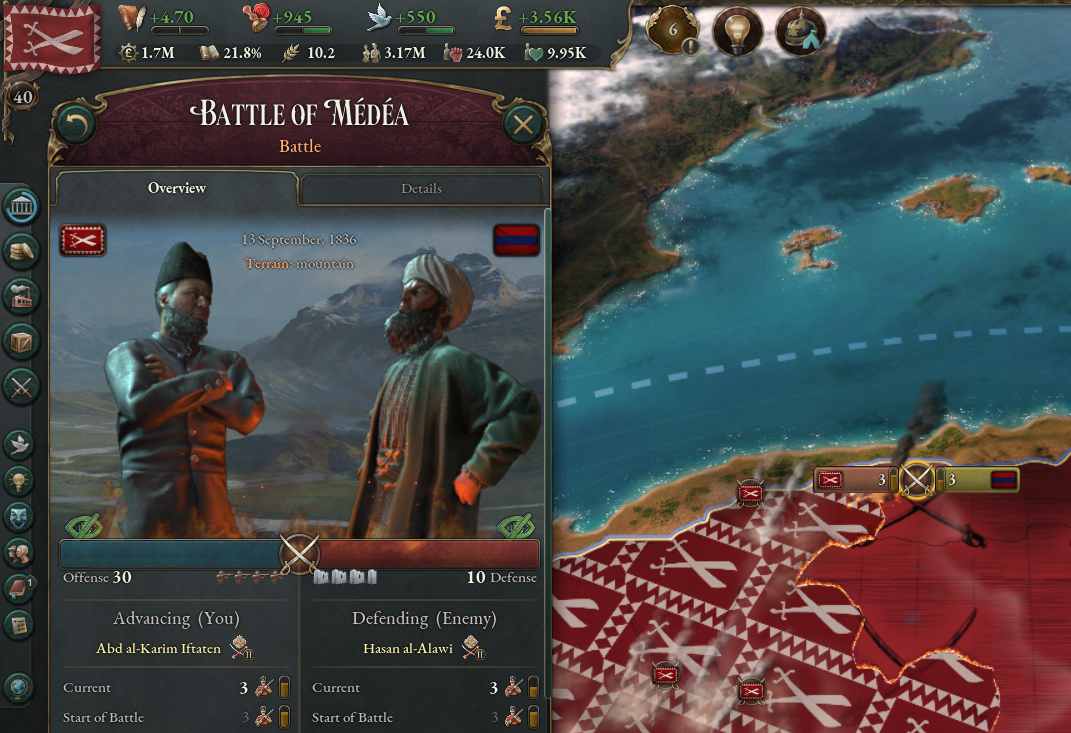 +4.70 +945 +550 +3.56K
1.7M 21.8% 10.2 3.17M 24.0K 9.95K
6
40
BATTLE OF MÉDÉA
Battle
Overview Details
13 September, 1836
Terrain: mountain
3 3
Offense 30 10 Defense
1
Advancing (You) Defending (Enemy)
Abd al-Karim Iftaten II Hasan al-Alawi II
Current 3 Current 3
Start of Battle 3 Start of Battle 3